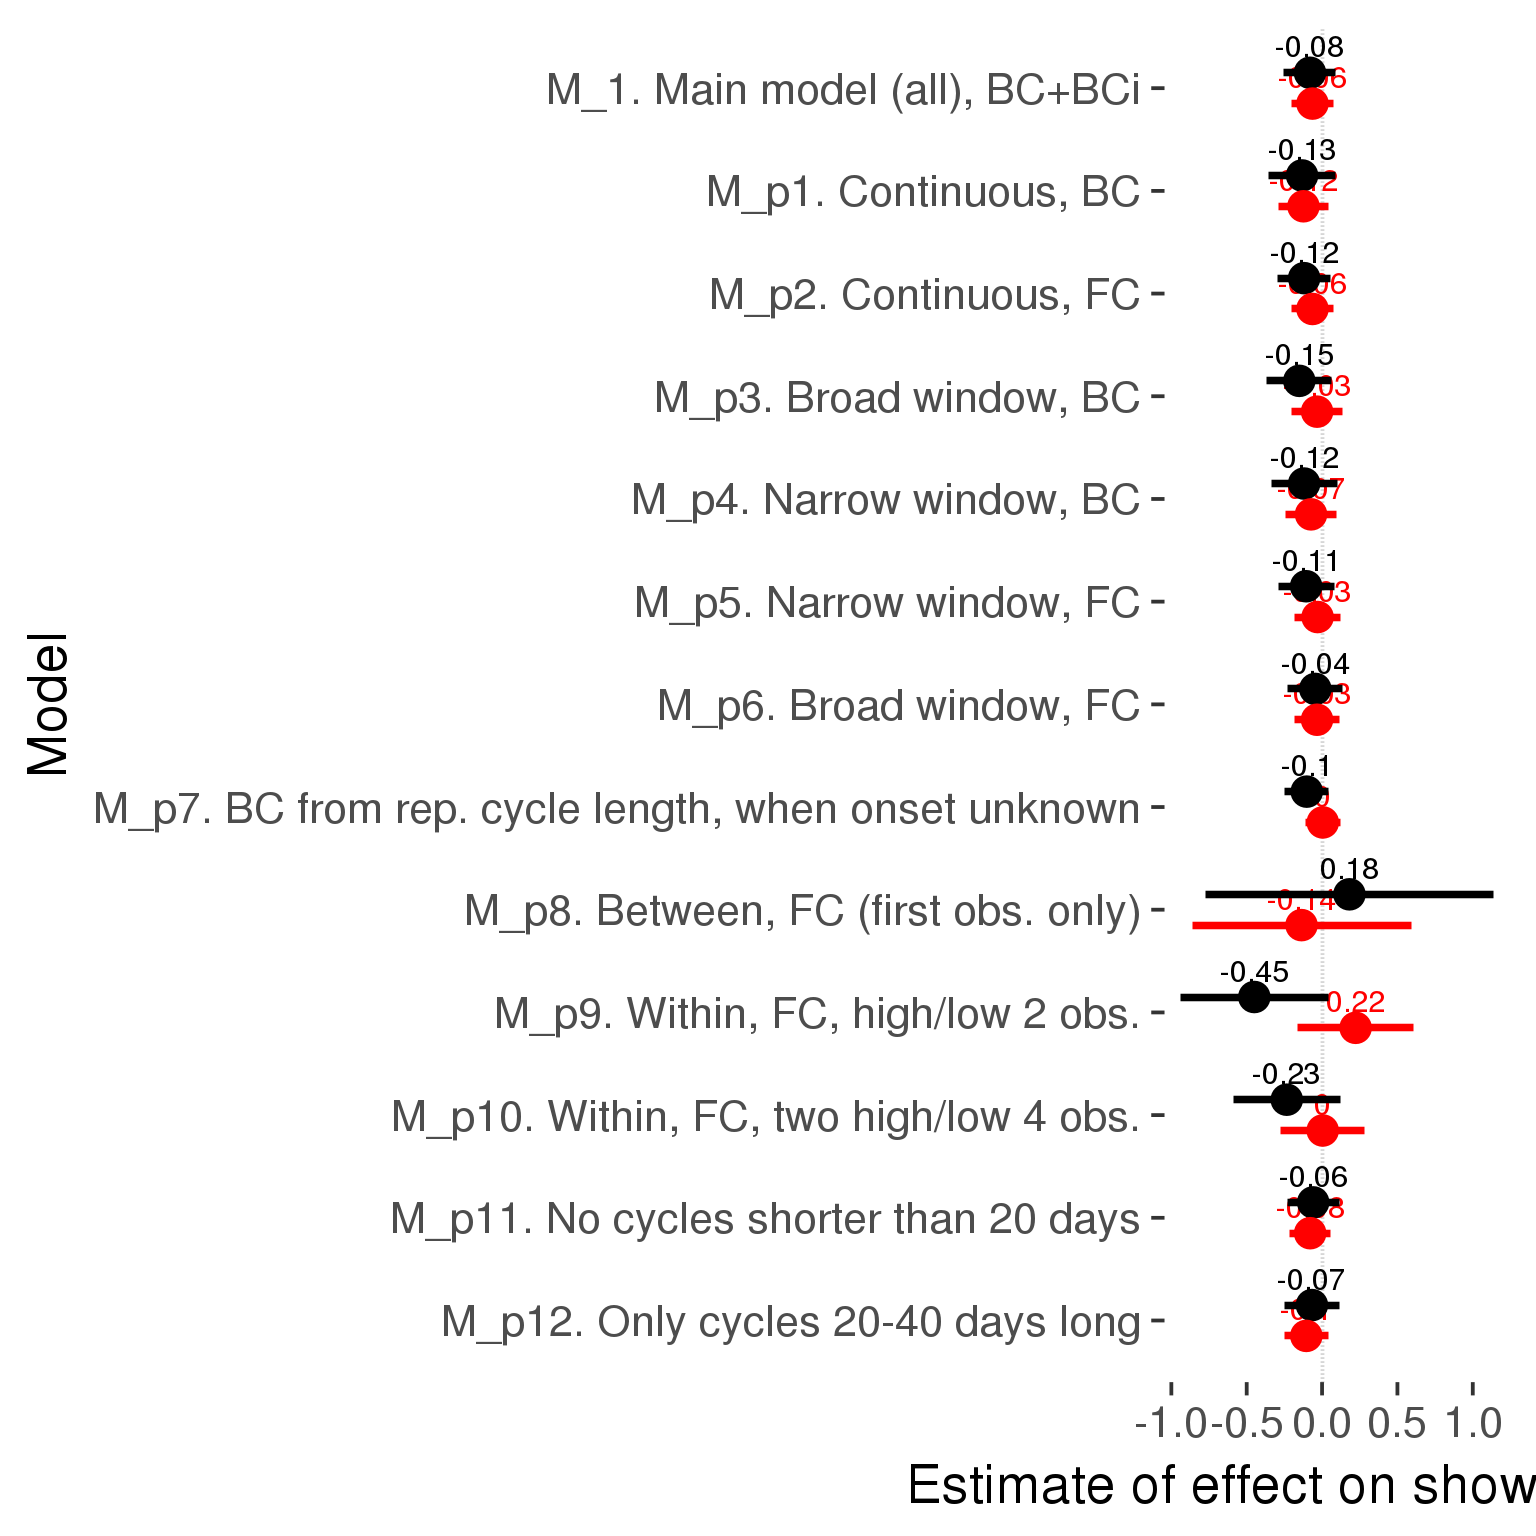 -0.08
M_1. Main model (all), BC+BCi
-0.13
M_p1. Continuous, BC
-0.12
M_p2. Continuous, FC
-0.15
M_p3. Broad window, BC
-0.12
M_p4. Narrow window, BC
-0.11
M_p5. Narrow window, FC
-0.04
M_p6. Broad window, FC
-0.1
M_p7. BC from rep. cycle length, when onset unknown
0.18
-0.14
M_p8. Between, FC (first obs. only)
-0.45
0.22
M_p9. Within, FC, high/low 2 obs.
-0.23
0
M_p10. Within, FC, two high/low 4 obs.
-0.06
M_p11. No cycles shorter than 20 days
-0.07
M_p12. Only cycles 20-40 days long
Model
-1.0 -0.5 0.0 0.5 1.0
Estimate of effect on show